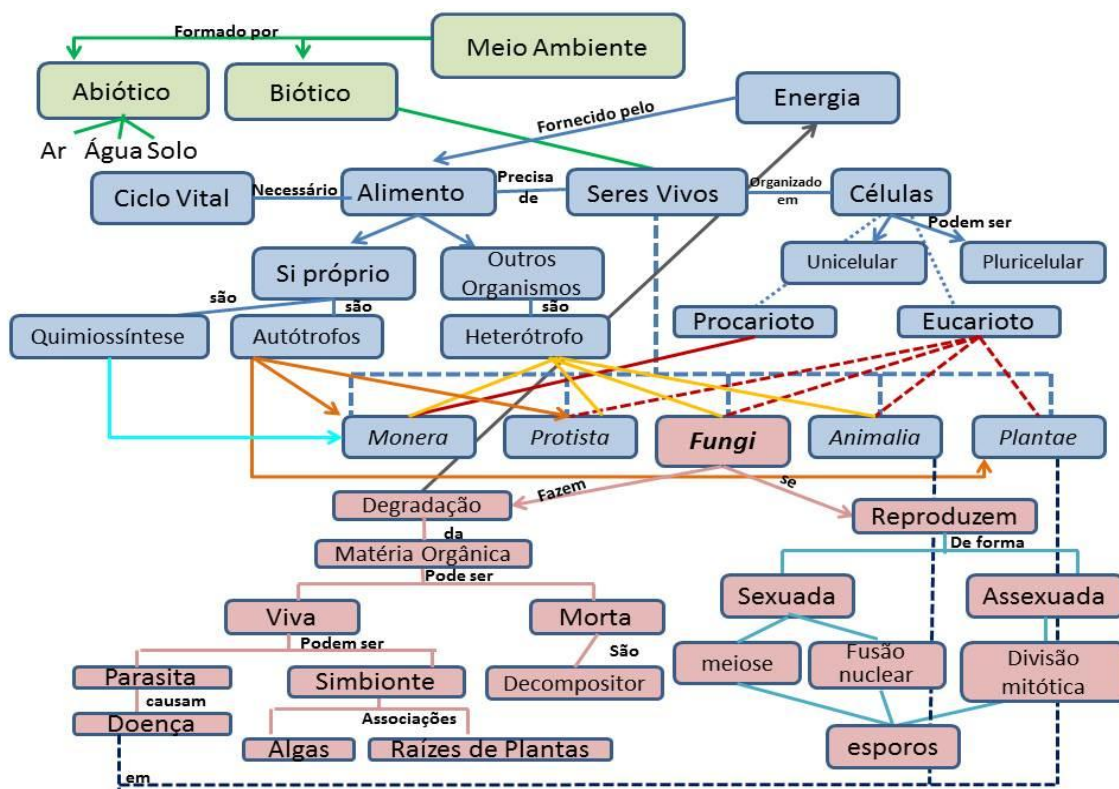 Formado por
Meio Ambiente
Abiótico
Biótico
Energia
Fornecido pelo
Ar
Água
Solo
Ciclo Vital
Necessário
Alimento
Precisa
de
Seres Vivos
Organizado
em
Células
Podem ser
Si próprio
Outros
Organismos
Unicelular
Pluricelular
são
são
são
Quimiossíntese
Autótrofos
Heterótrofo
Procarioto
Eucarioto
Monera
Protista
Fungi
Animalia
Plantae
Fazem
se
Degradação
Reproduzem
da
De forma
Matéria Orgânica
Pode ser
Sexuada
Assexuada
Viva
Morta
Podem ser
São
meiose
Fusão
nuclear
Divisão
mitótica
Parasita
Simbionte
Decompositor
causam
Doença
Associações
Algas
Raízes de Plantas
esporos
em